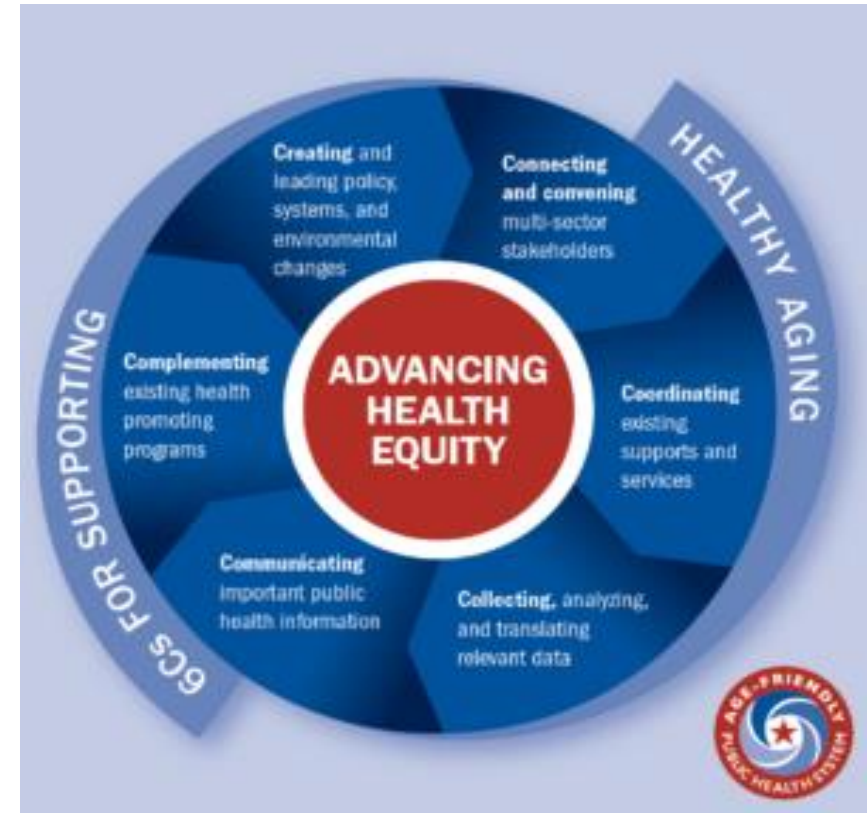 6Cs FOR SUPPORTING
HEALTHY AGING
Creating and
leading policy,
systems, and
environmental
changes
Connecting
and convening
multi-sector
stakeholders
Coordinating
existing
supports and
services
Collecting, analyzing,
and translating
relevant data
Communicating
important public
health information
Complementing
existing health
promoting
programs
ADVANCING
HEALTH
EQUITY
AGE-FRIENDLY
PUBLIC HEALTH SYSTEM